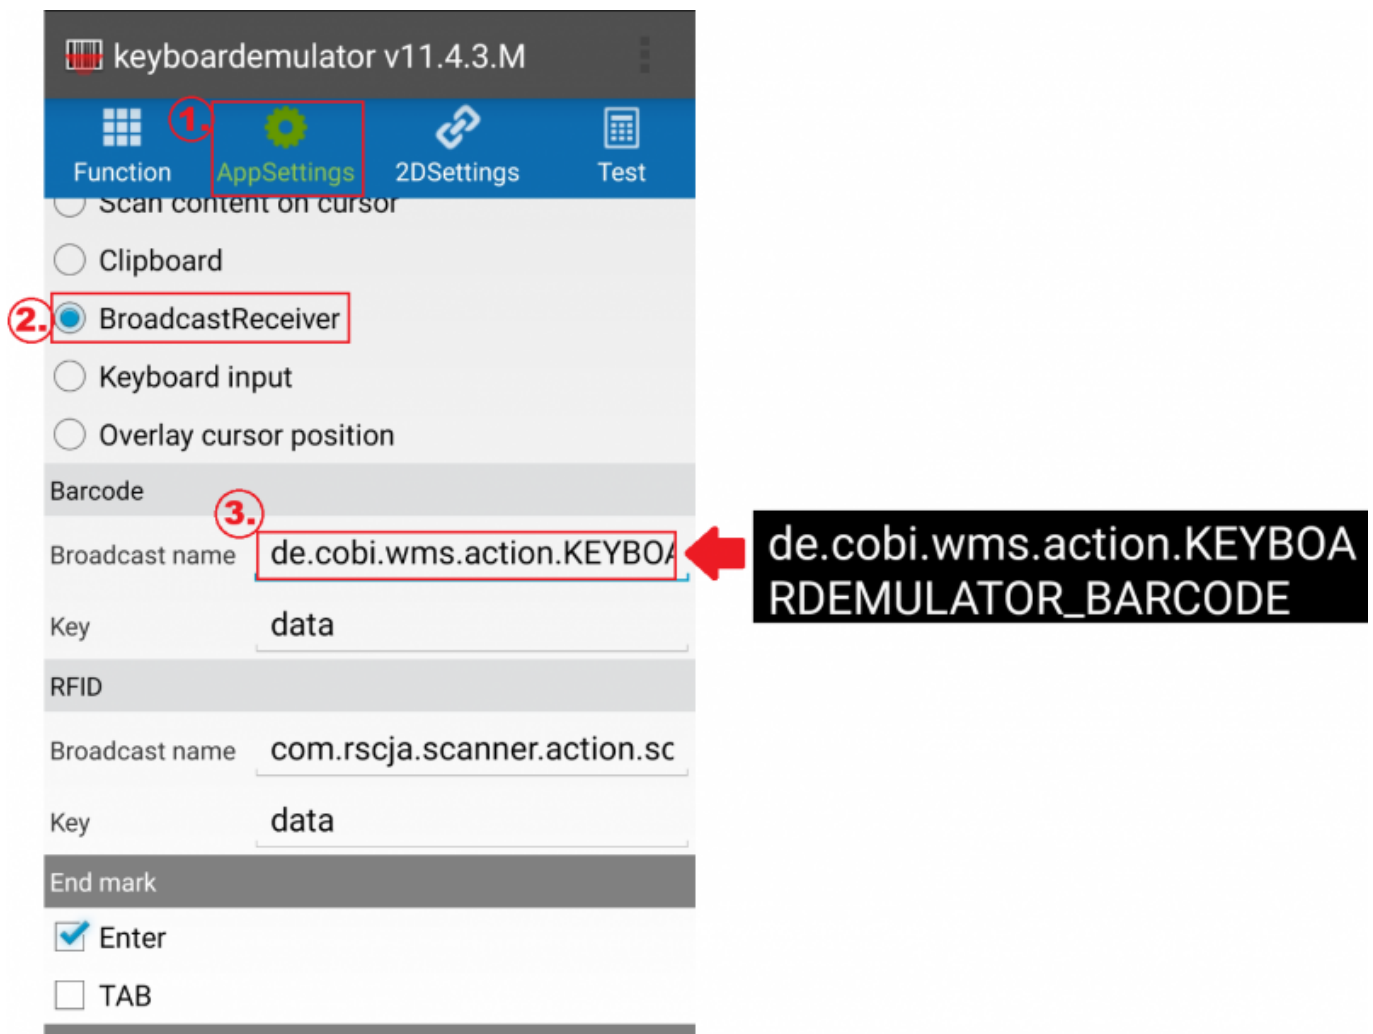 keyboardemulator v11.4.3.M
1.
Function AppSettings 2DSettings Test
Scan content on cursor
Clipboard
2. BroadcastReceiver
Keyboard input
Overlay cursor position
Barcode
3.
Broadcast name de.cobi.wms.action.KEYBOA
de.cobi.wms.action.KEYBOA
RDEMULATOR_BARCODE
Key data
RFID
Broadcast name com.rscja.scanner.action.sc
Key data
End mark
Enter
TAB